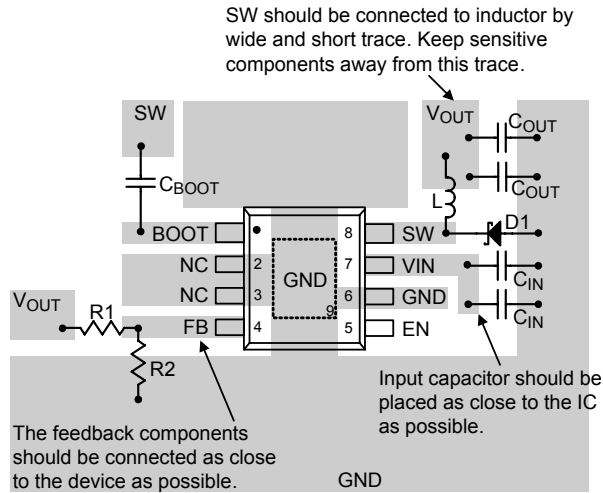 SW should be connected to inductor by
wide and short trace. Keep sensitive
components away from this trace.
SW
VOUT
COUT
CBOOT
COUT
L
D1
BOOT
8
SW
NC
2
GND
7
VIN
CIN
NC
3
9
6
GND
CIN
VOUT
R1
FB
4
5
EN
R2
Input capacitor should be
placed as close to the IC
as possible.
The feedback components
should be connected as close
to the device as possible.
GND